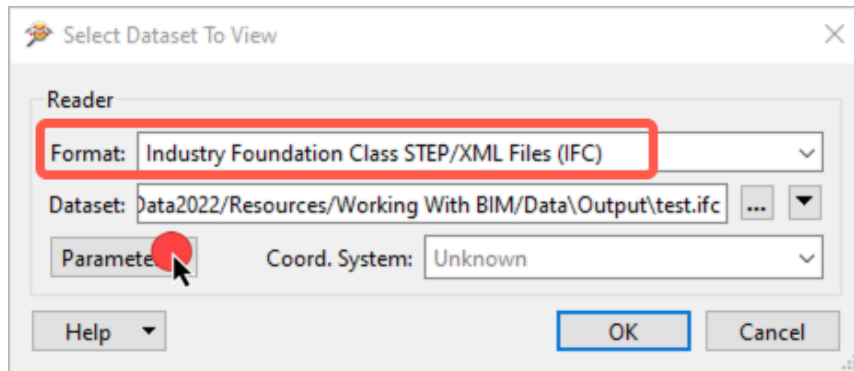 Select Dataset To View
Reader
Format: Industry Foundation Class STEP/XML Files (IFC)
Dataset: Data2022/Resources/Working With BIM/Data\Output\test.ifc ...
Coord. System: Unknown
Help OK Cancel